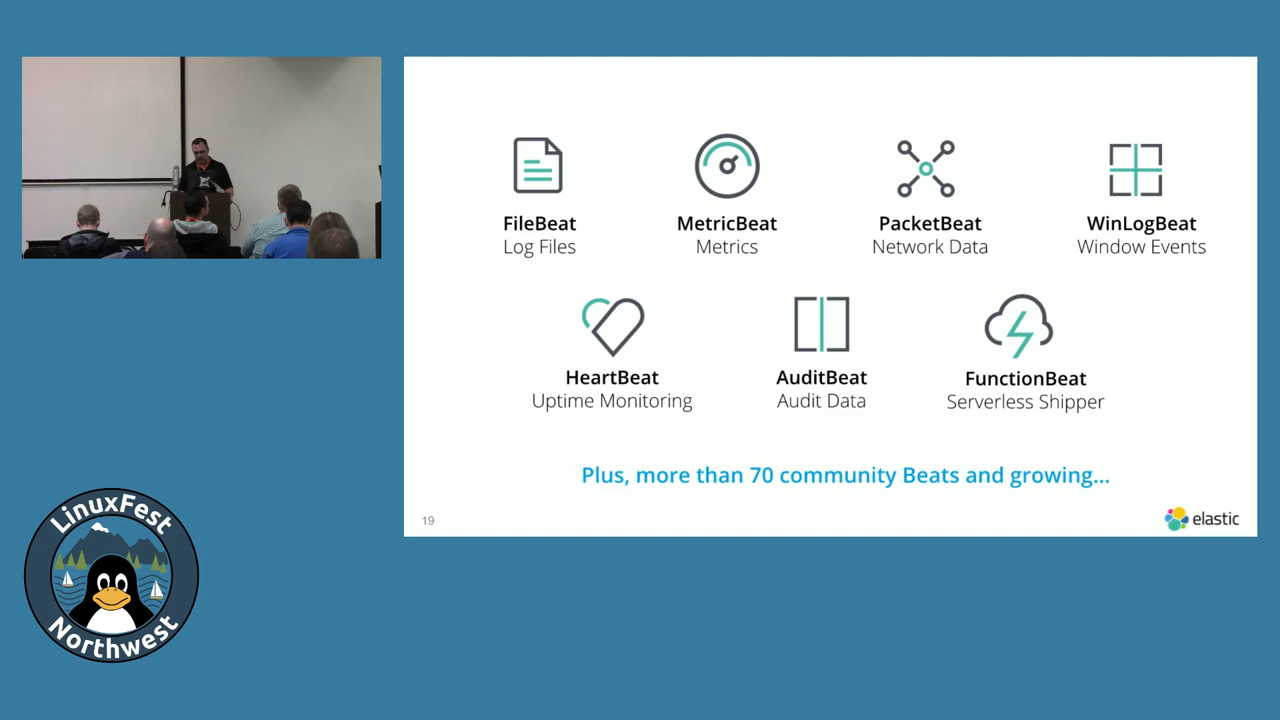 FileBeat
Log Files
MetricBeat
Metrics
PacketBeat
Network Data
WinLogBeat
Window Events
HeartBeat
Uptime Monitoring
AuditBeat
Audit Data
FunctionBeat
Serverless Shipper
Plus, more than 70 community Beats and growing...
19
elastic
LinuxFest
Northwest